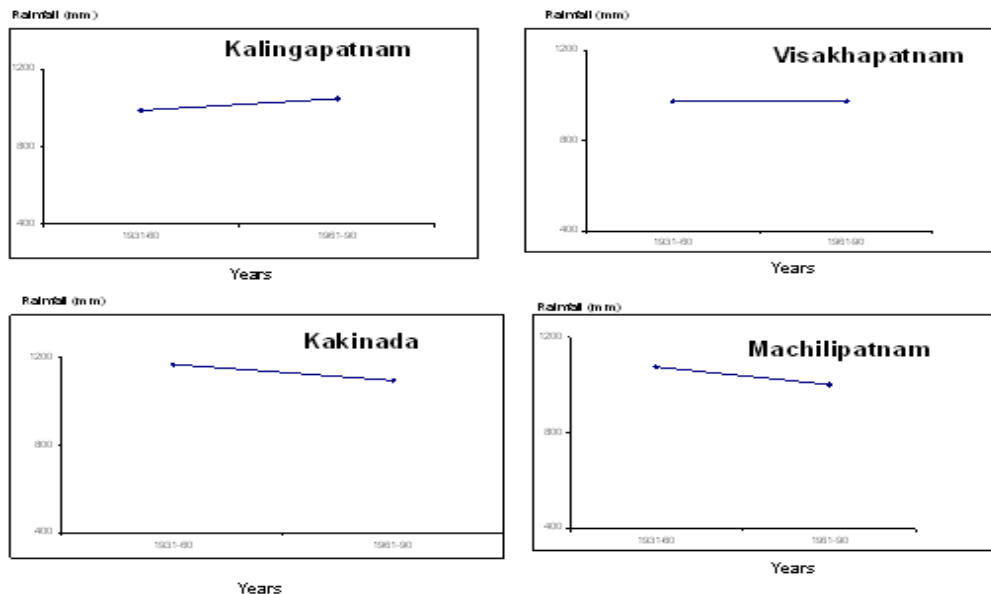 Rainfall (mm)
Kalingapatnam
1200
800
400
1931-60 1961-90
Years
Rainfall (mm)
Visakhapatnam
1200
800
400
1931-60 1961-90
Years
Rainfall (mm)
Kakinada
1200
800
400
1931-60 1961-90
Years
Rainfall (mm)
Machilipatnam
1200
800
400
1931-60 1961-90
Years